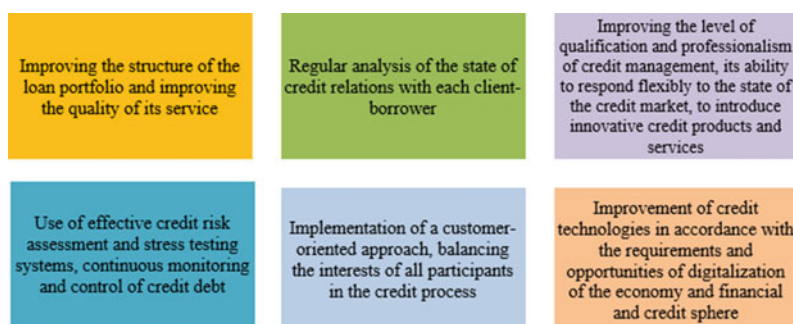 Improving the structure of the
loan portfolio and improving
the quality of its service
Regular analysis of the state of
credit relations with each client-
borrower
Improving the level of
qualification and professionalism
of credit management, its ability
to respond flexibly to the state of
the credit market, to introduce
innovative credit products and
services
Use of effective credit risk
assessment and stress testing
systems, continuous monitoring
and control of credit debt
Implementation of a customer-
oriented approach, balancing
the interests of all participants
in the credit process
Improvement of credit
technologies in accordance with
the requirements and
opportunities of digitalization
of the economy and financial
and credit sphere